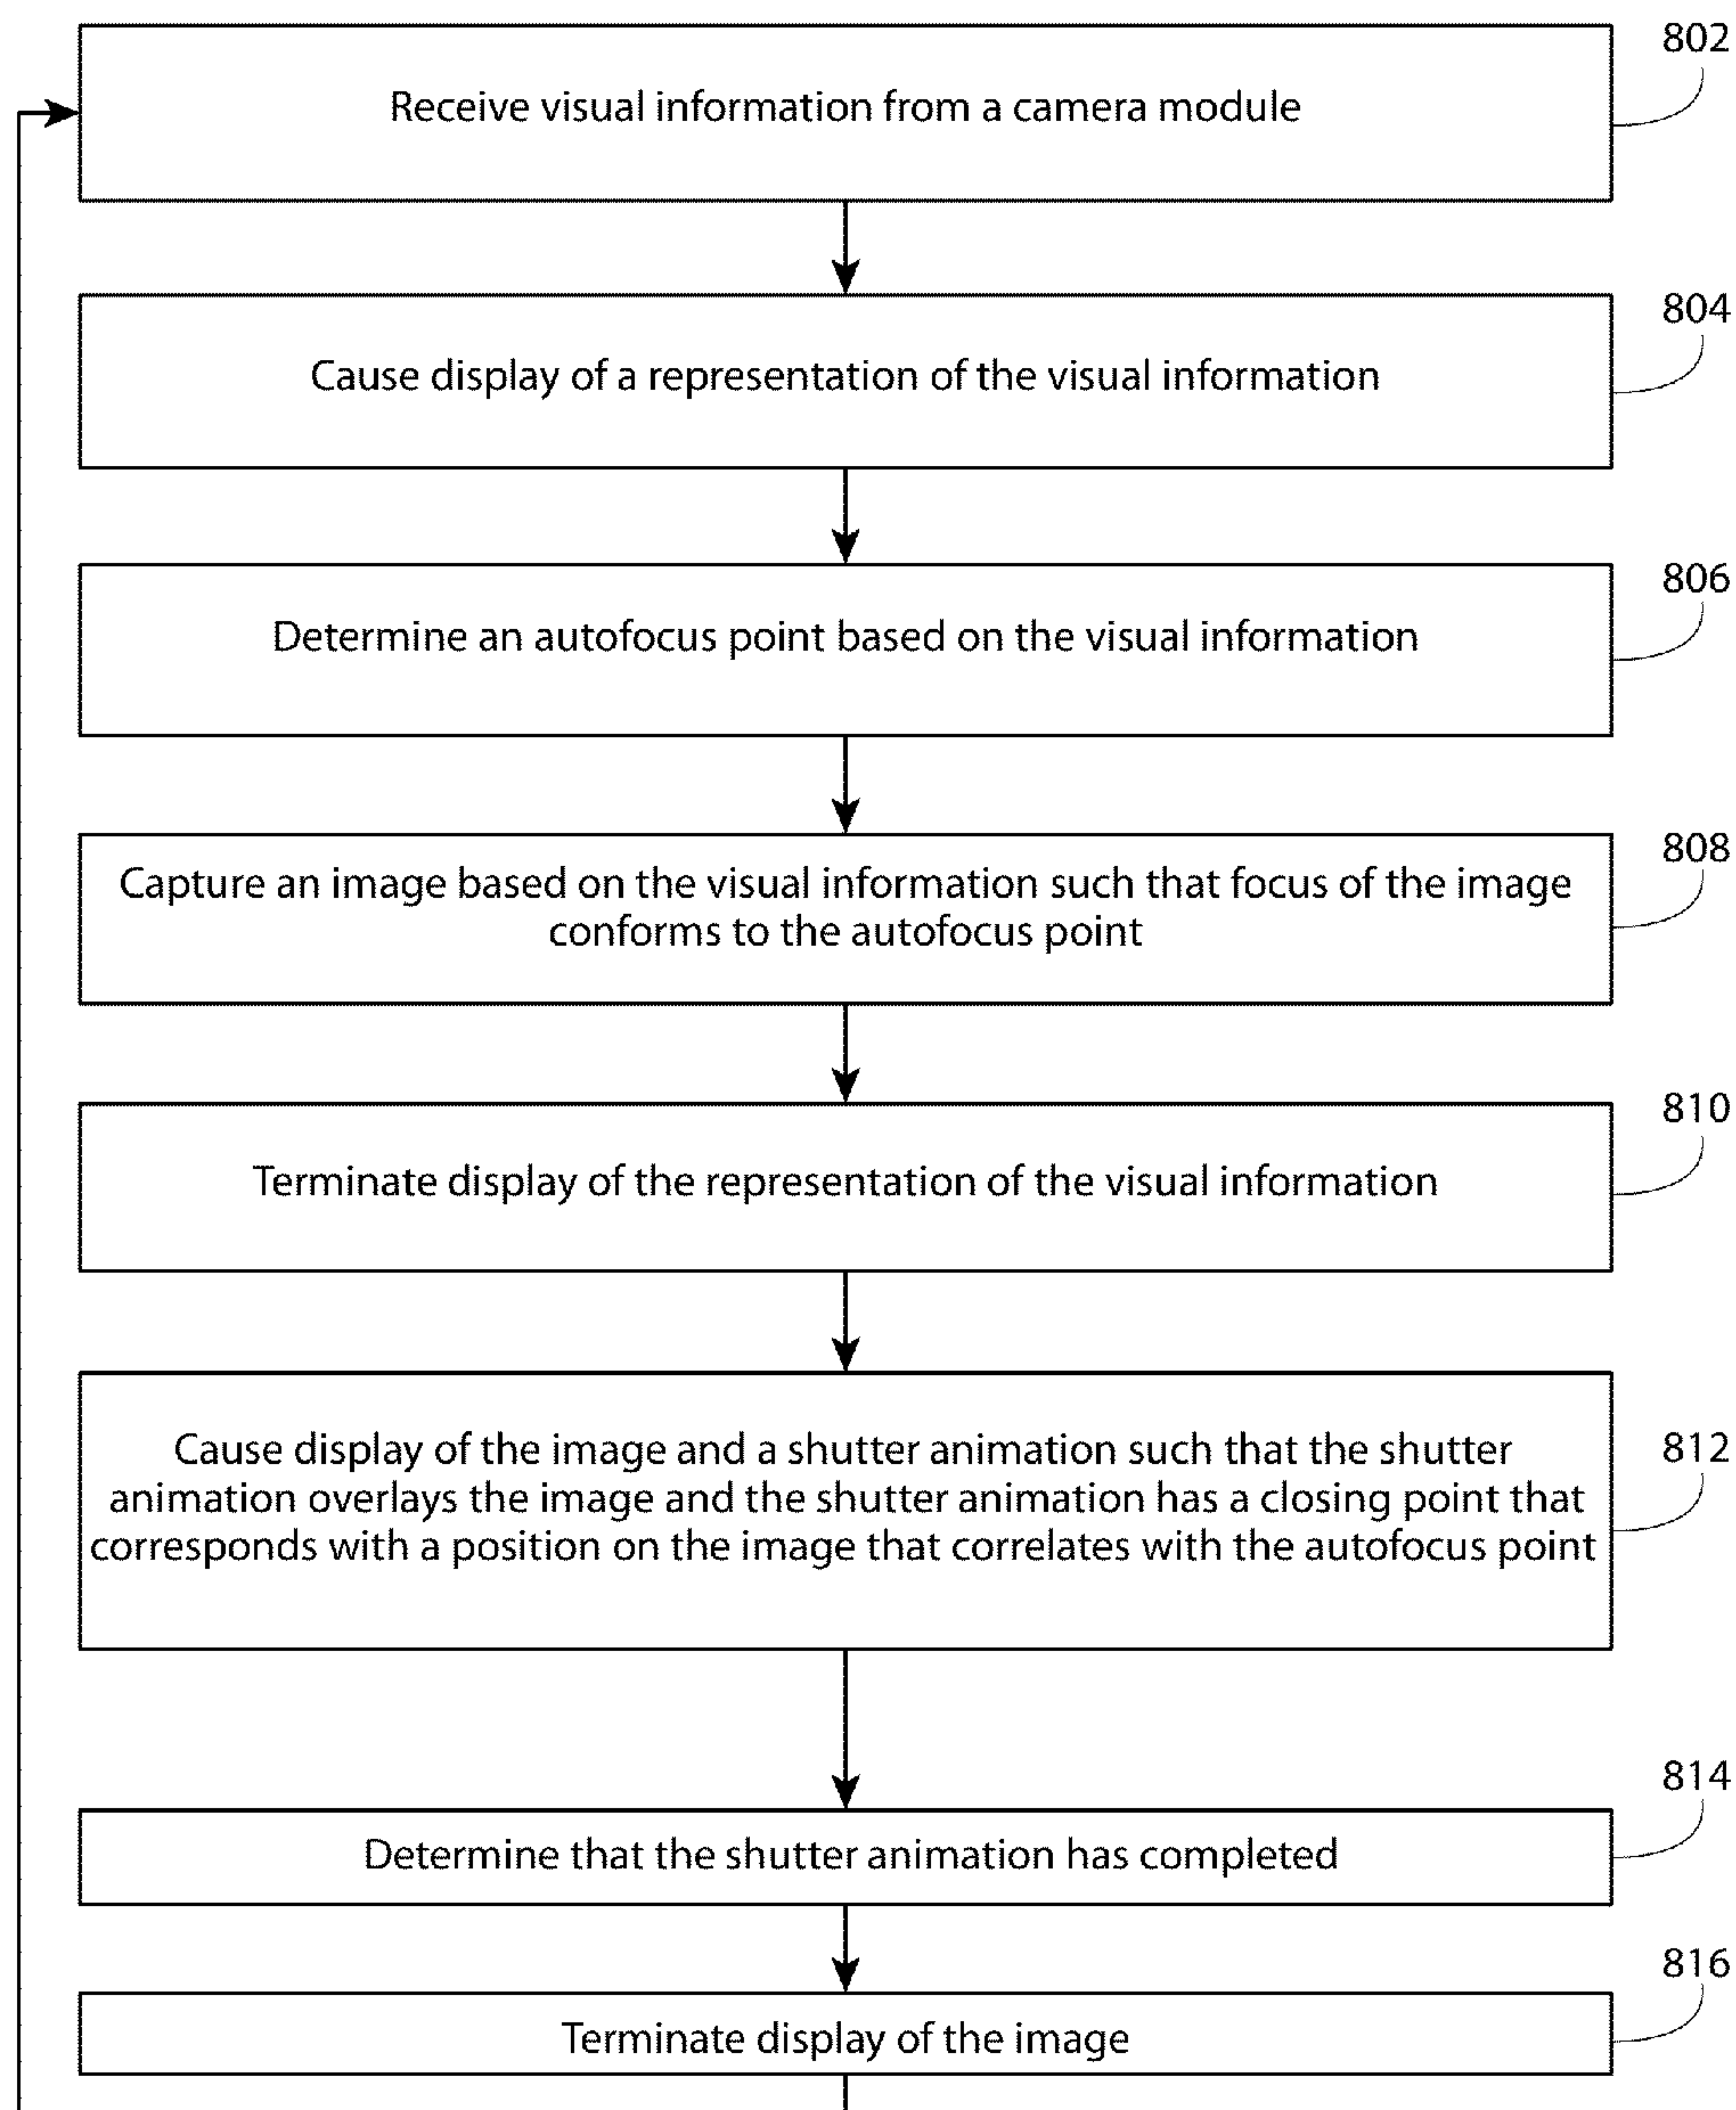 802
Receive visual information from a camera module
804
Cause display of a representation of the visual information
806
Determine an autofocus point based on the visual information
808
Capture an image based on the visual information such that focus of the image
conforms to the autofocus point
810
Terminate display of the representation of the visual information
812
Cause display of the image and a shutter animation such that the shutter
animation overlays the image and the shutter animation has a closing point that
corresponds with a position on the image that correlates with the autofocus point
814
Determine that the shutter animation has completed
816
Terminate display of the image